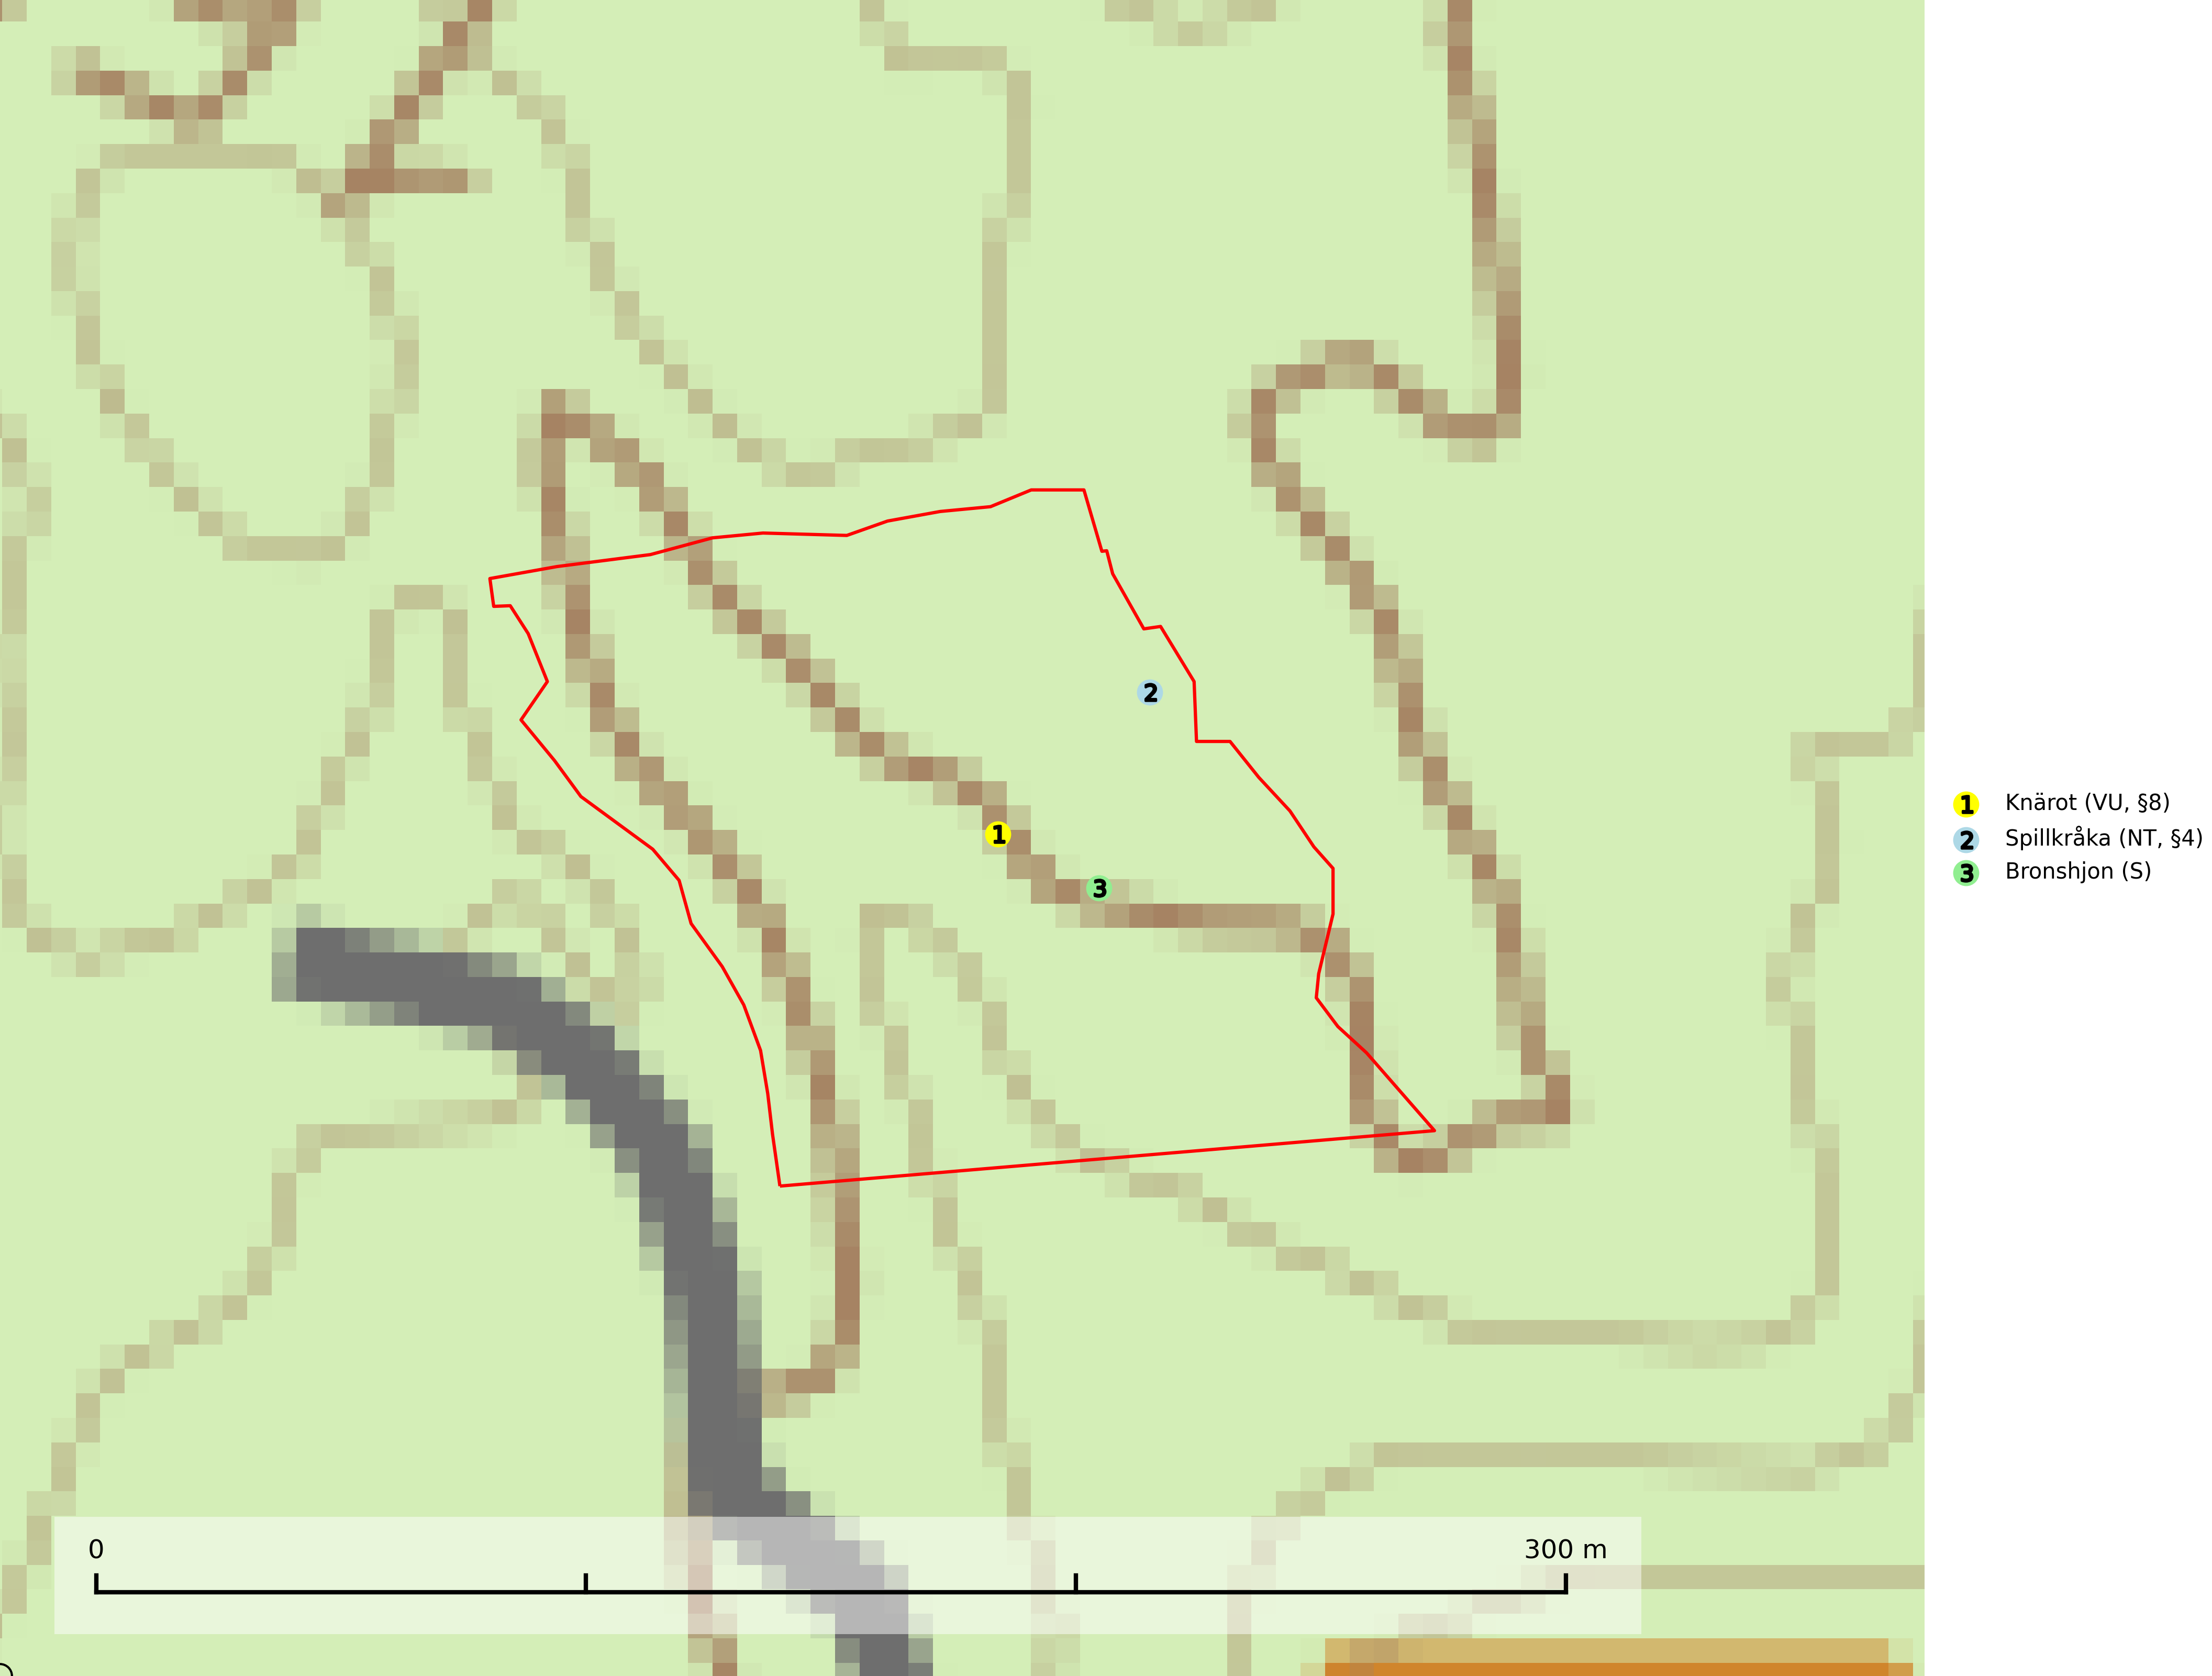 2
1
3
1 Knärot (VU, §8)
2 Spillkråka (NT, §4)
3 Bronshjon (S)
0 300 m